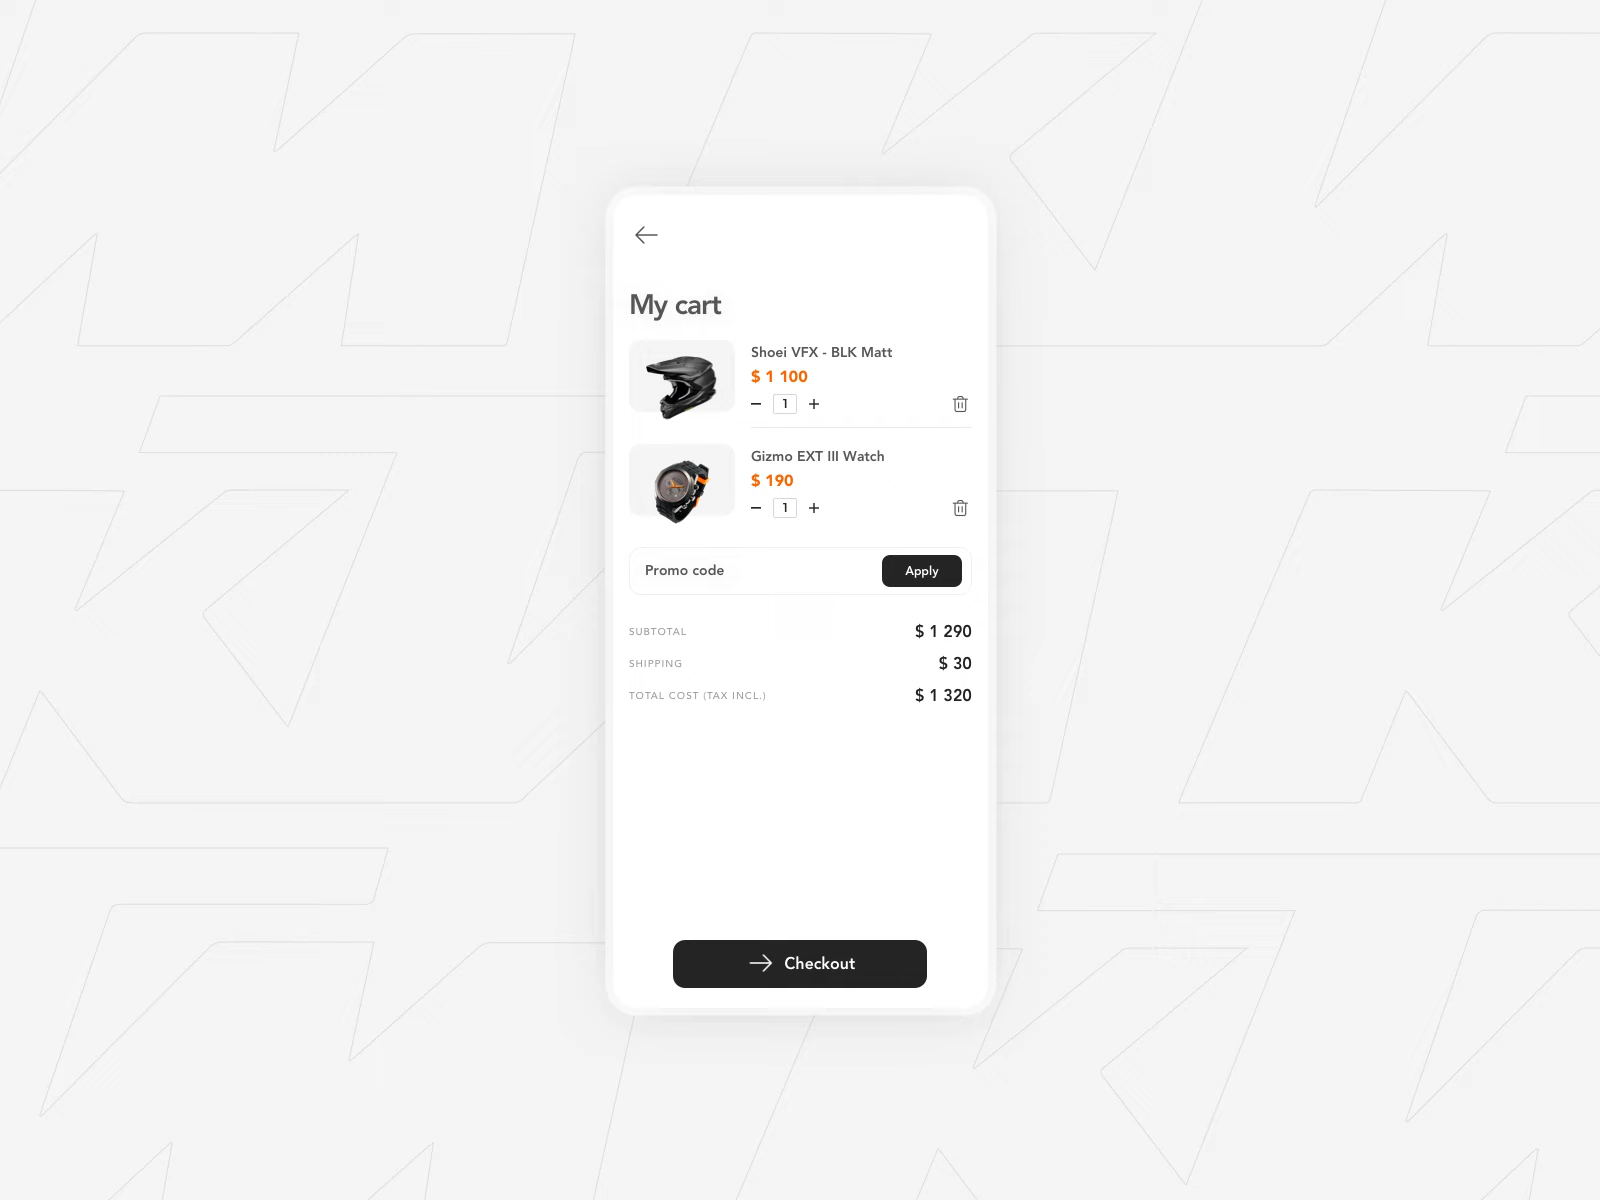 My cart
Shoei VFX - BLK Matt
$ 1 100
1
Gizmo EXT III Watch
$ 190
1
Promo code
Apply
SUBTOTAL $ 1 290
SHIPPING $ 30
TOTAL COST (TAX INCL.) $ 1 320
Checkout